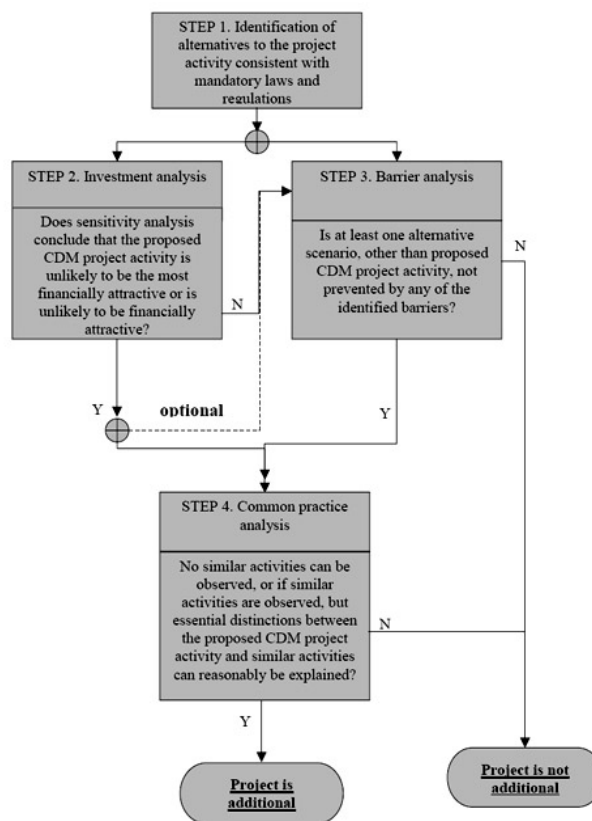 STEP 1. Identification of
alternatives to the project
activity consistent with
mandatory laws and
regulations
STEP 2. Investment analysis
Does sensitivity analysis
conclude that the proposed
CDM project activity is
unlikely to be the most
financially attractive or is
unlikely to be financially
attractive?
N
STEP 3. Barrier analysis
Is at least one alternative
scenario, other than proposed
CDM project activity, not
prevented by any of the
identified barriers?
N
Y
optional
Y
STEP 4. Common practice
analysis
No similar activities can be
observed, or if similar
activities are observed, but
essential distinctions between
the proposed CDM project
activity and similar activities
can reasonably be explained?
N
Y
Project is
additional
Project is not
additional